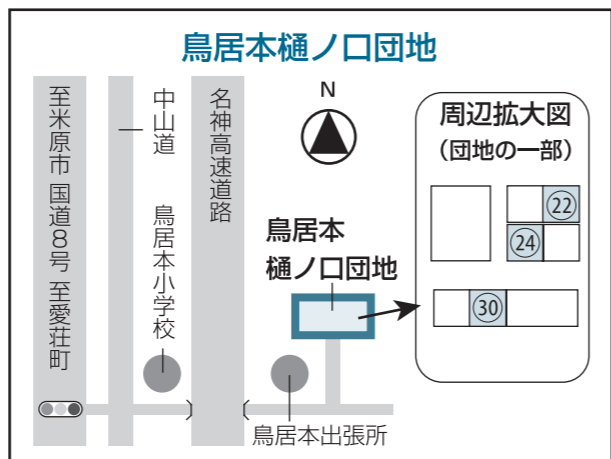 鳥居本樋ノ口団地
至米原市 国道8号 至愛荘町
中山道
鳥居本小学校
名神高速道路
N
鳥居本
樋ノ口団地
鳥居本出張所
周辺拡大図
（団地の一部）
㉒
㉔
㉚